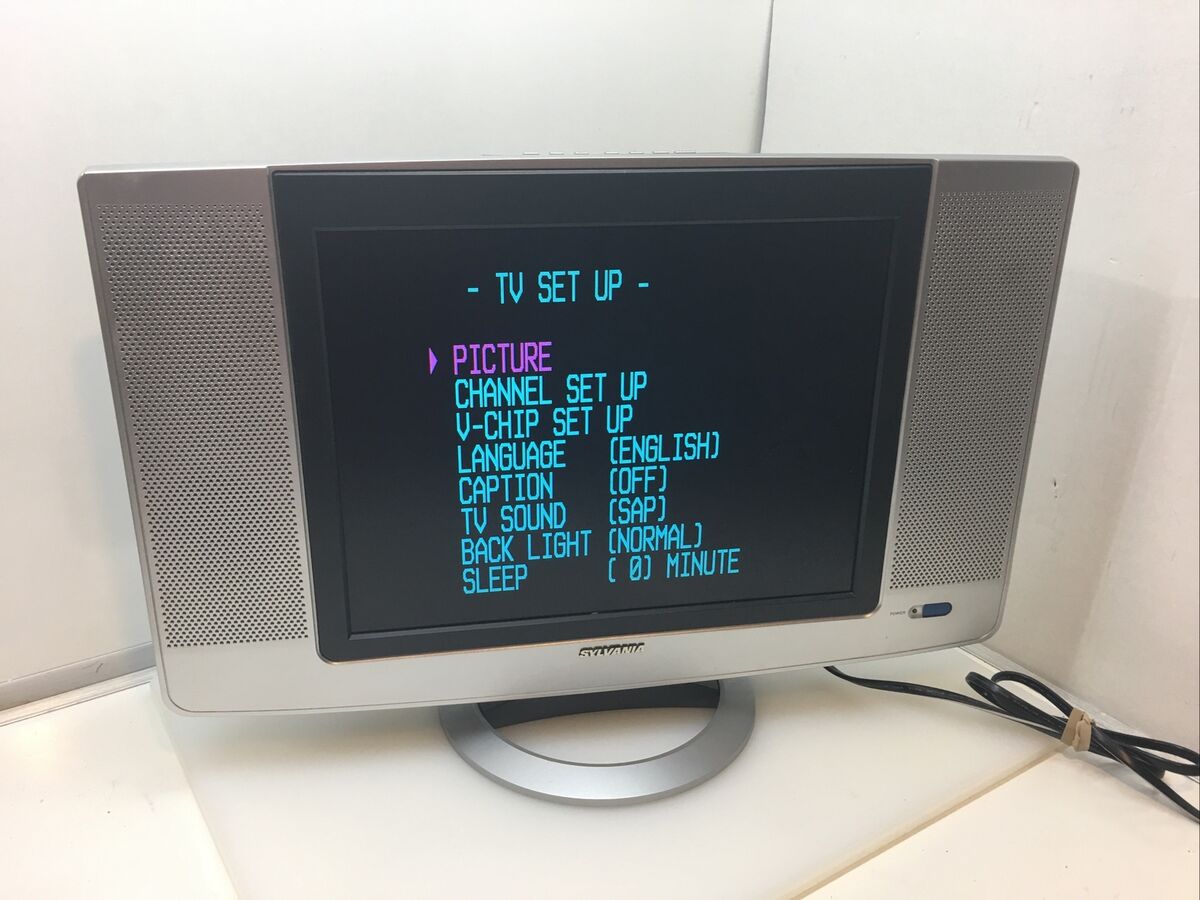 - TV SET UP -
PICTURE
CHANNEL SET UP
V-CHIP SET UP
LANGUAGE [ENGLISH]
CAPTION [OFF]
TV SOUND [SAP]
BACK LIGHT [NORMAL]
SLEEP [ 0] MINUTE
POWER
SYLVANIA